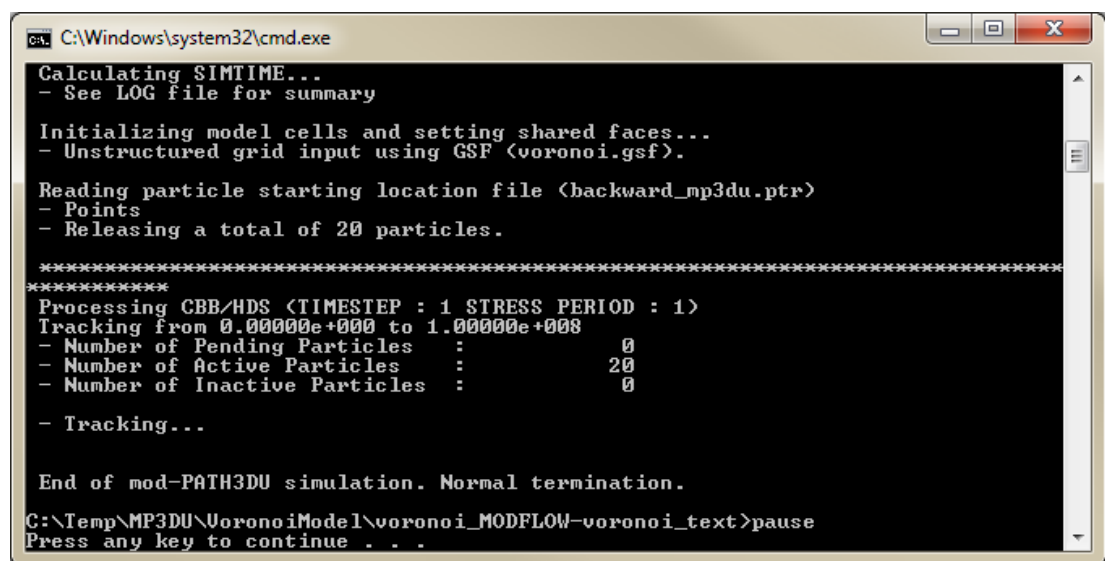 C:\Windows\system32\cmd.exe
Calculating SIMTIME...
- See LOG file for summary
Initializing model cells and setting shared faces...
- Unstructured grid input using GSF (voronoi.gsf).
Reading particle starting location file (backward_mp3du.ptr)
- Points
- Releasing a total of 20 particles.
*******************************************************************************
***********
Processing CBB/HDS (TIMESTEP : 1 STRESS PERIOD : 1)
Tracking from 0.00000e+000 to 1.00000e+008
- Number of Pending Particles   :            0
- Number of Active Particles    :           20
- Number of Inactive Particles  :            0
- Tracking...
End of mod-PATH3DU simulation. Normal termination.
C:\Temp\MP3DU\VoronoiModel\voronoi_MODFLOW-voronoi_text>pause
Press any key to continue . . .